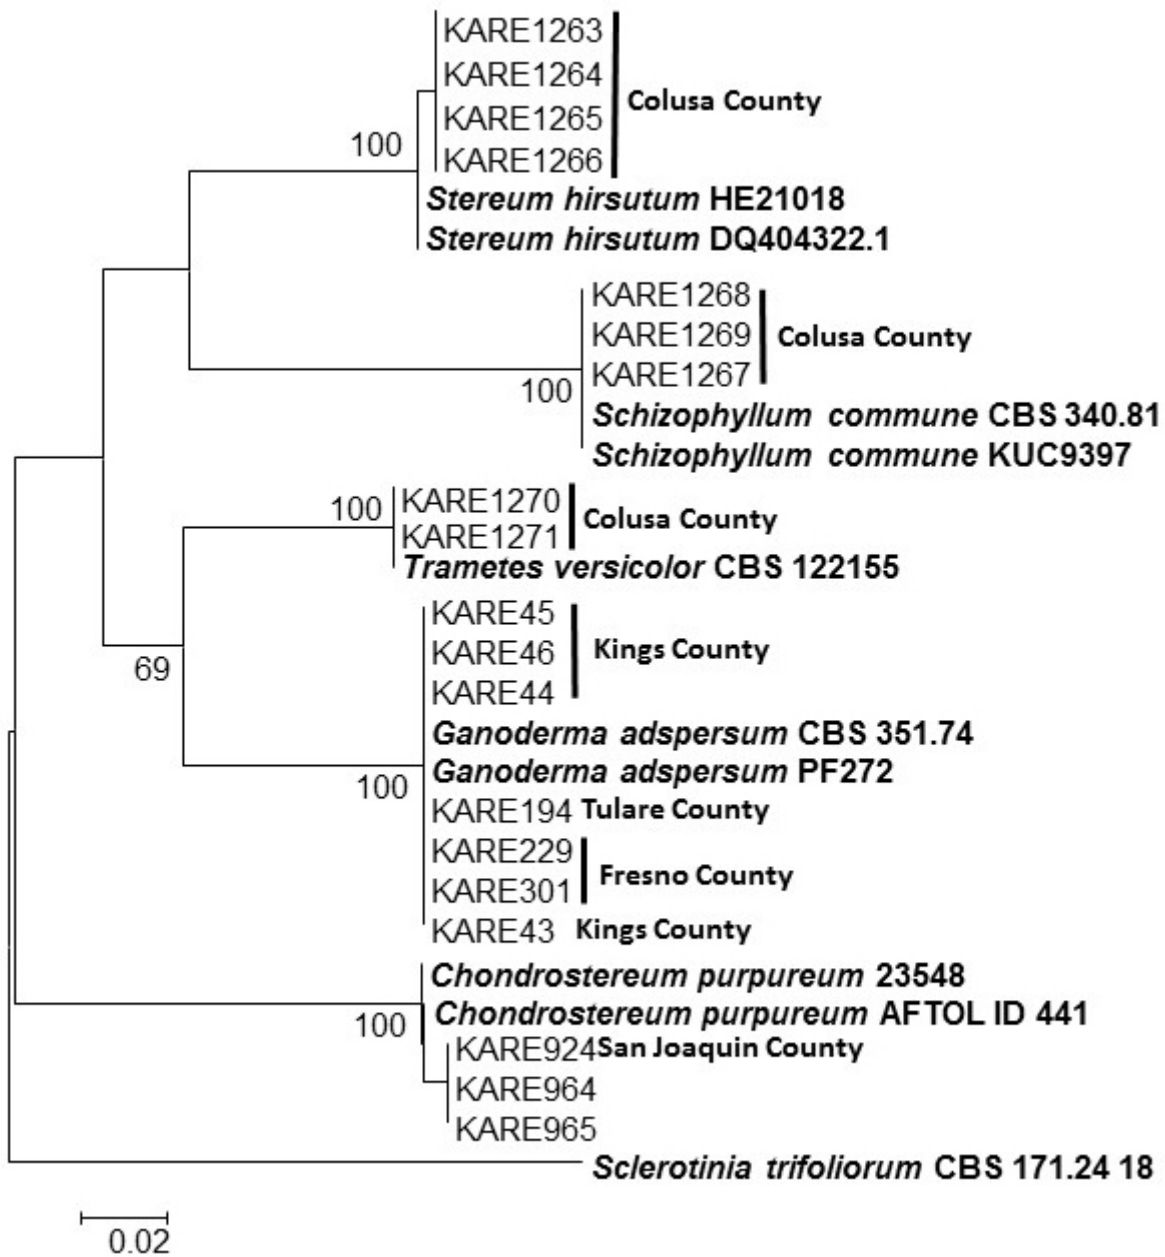 KARE1263
KARE1264
Colusa County
KARE1265
100
KARE1266
Stereum hirsutum HE21018
Stereum hirsutum DQ404322.1
KARE1268
KARE1269 Colusa County
KARE1267
100
Schizophyllum commune CBS 340.81
Schizophyllum commune KUC9397
100 KARE1270
Colusa County
KARE1271
Trametes versicolor CBS 122155
KARE45
KARE46 Kings County
69
KARE44
Ganoderma adspersum CBS 351.74
Ganoderma adspersum PF272
100
KARE194 Tulare County
KARE229
Fresno County
KARE301
KARE43 Kings County
Chondrostereum purpureum 23548
Chondrostereum purpureum AFTOL ID 441
100
KARE924 San Joaquin County
KARE964
KARE965
Sclerotinia trifoliorum CBS 171.24 18
0.02